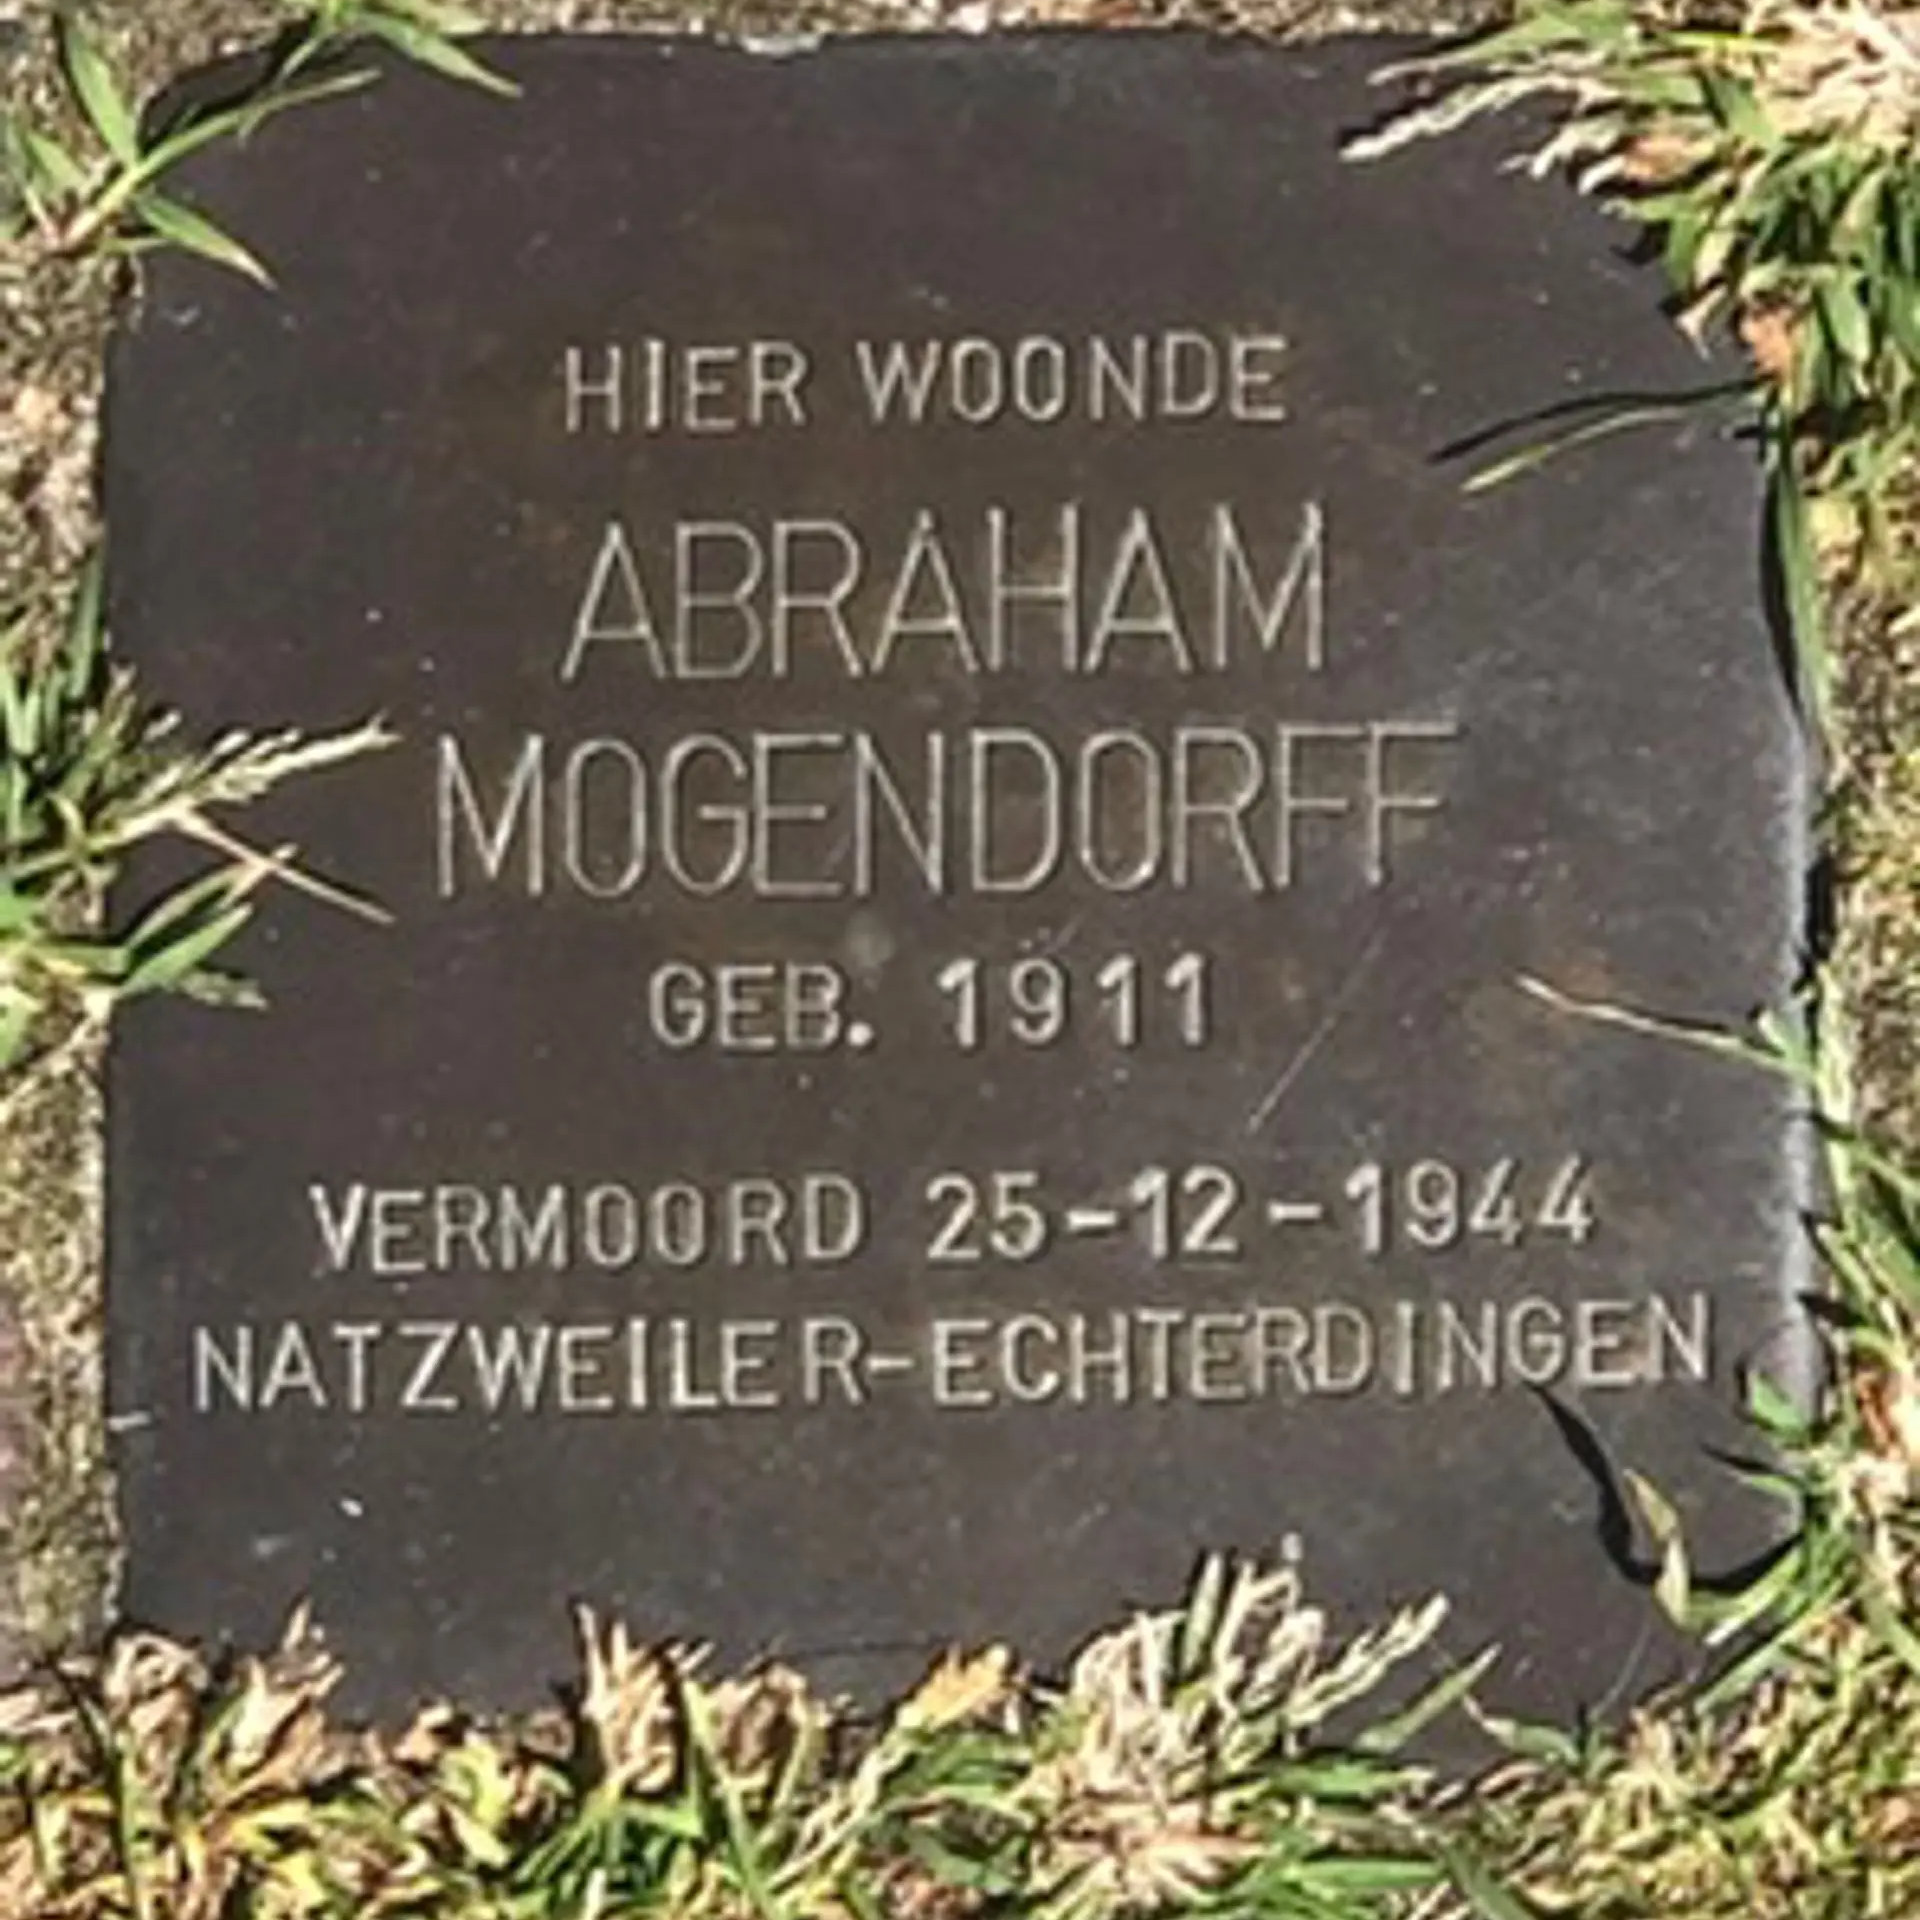 HIER WOONDE
ABRAHAM
MOGENDORFF
GEB. 1911
VERMOORD 25-12-1944
NATZWEILER-ECHTERDINGEN